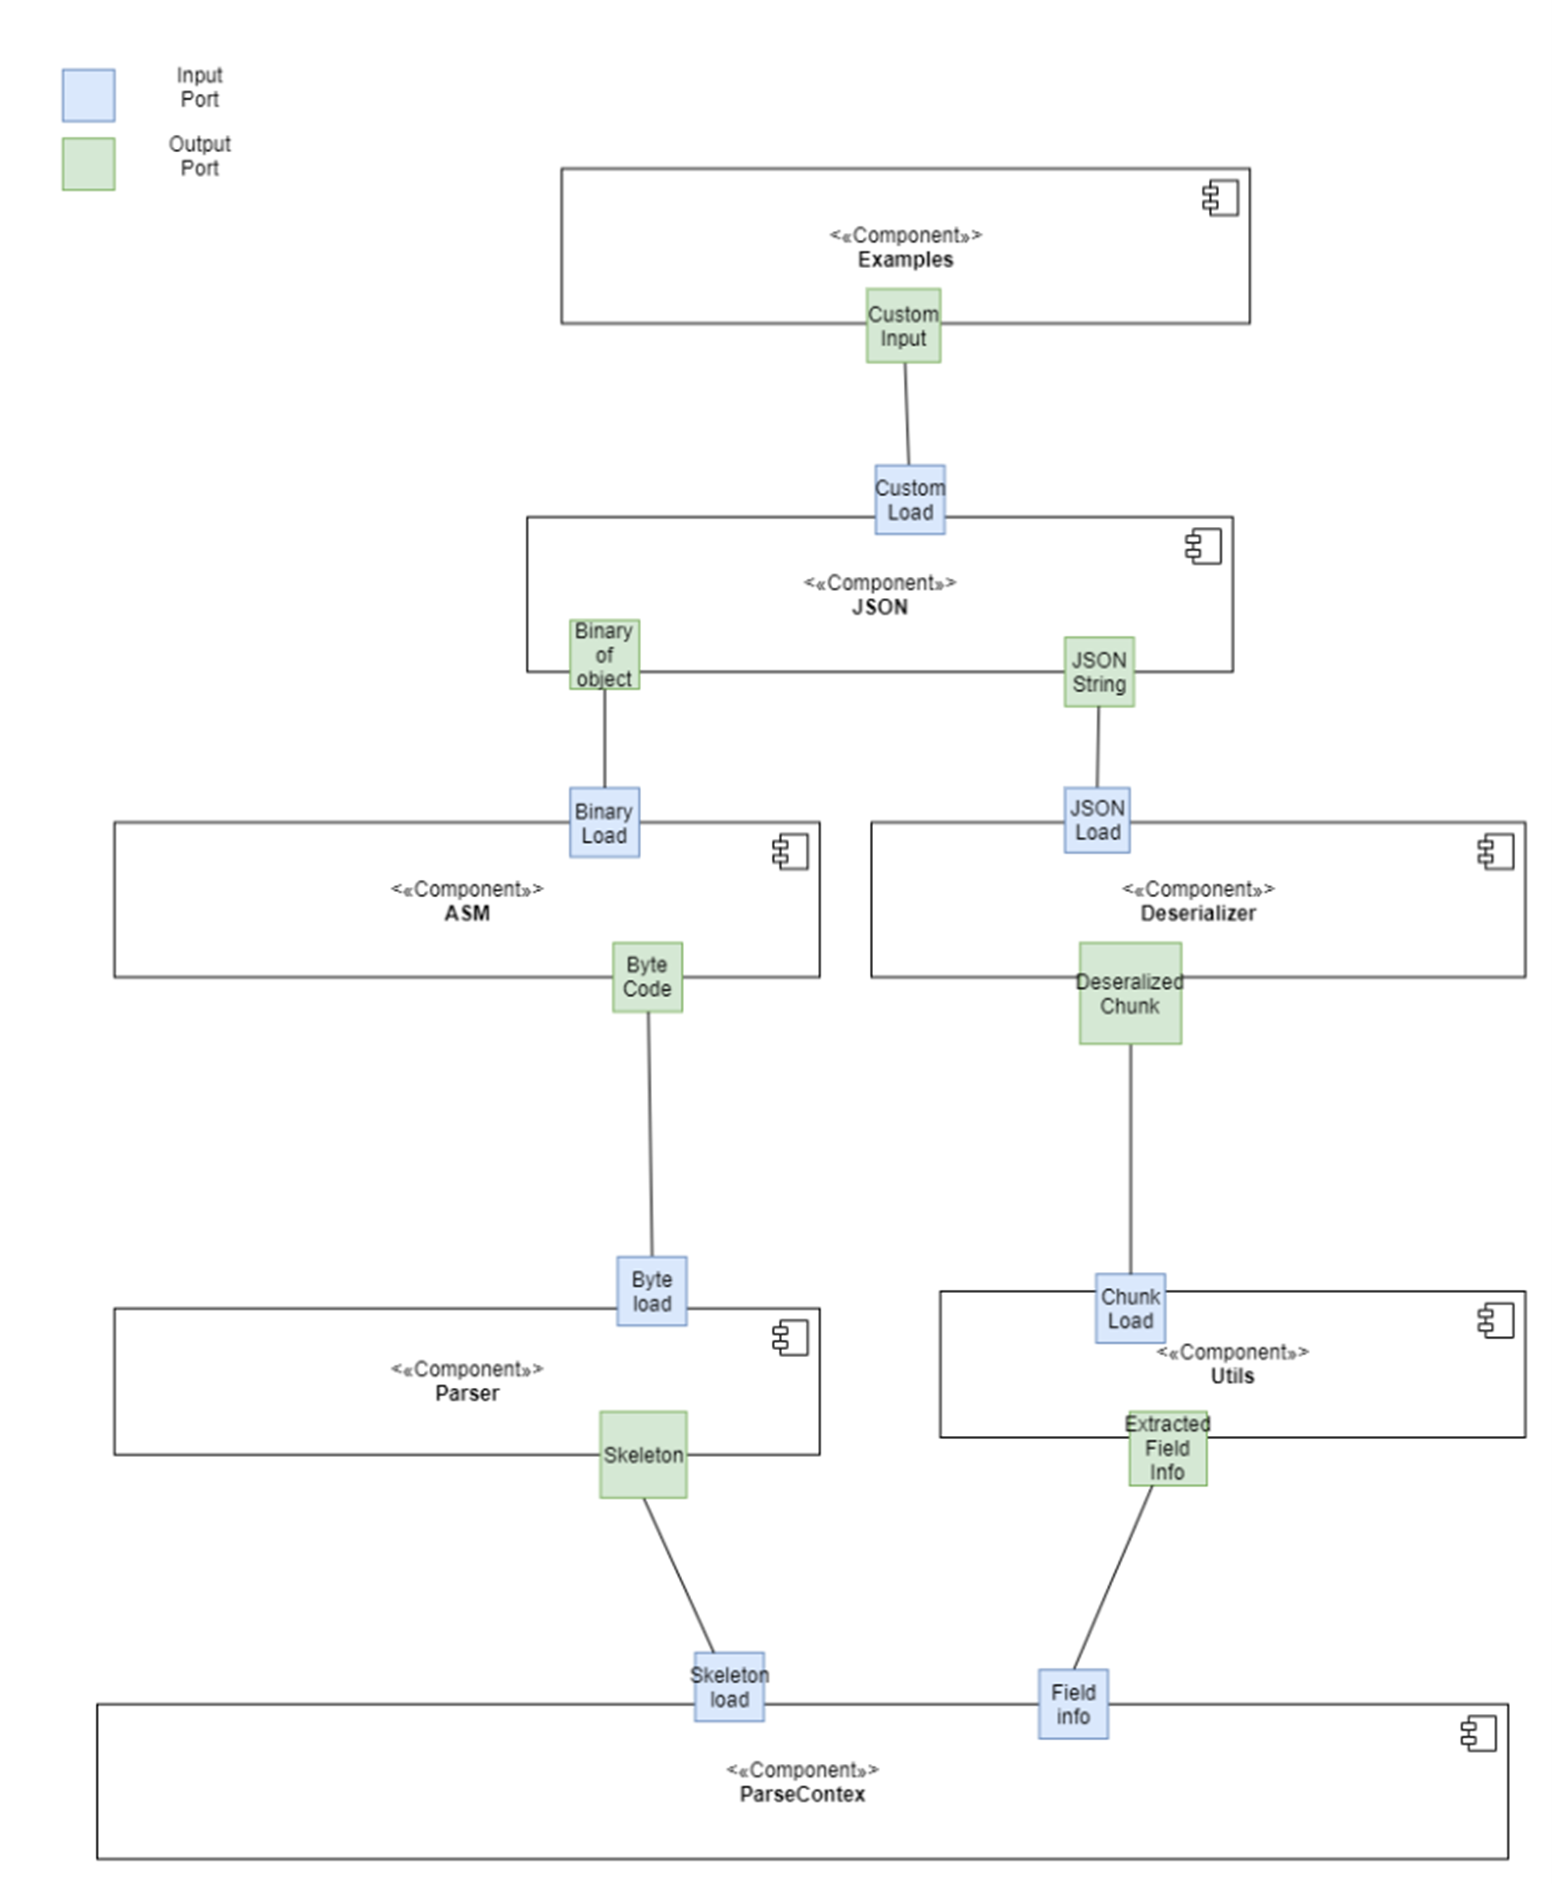 Input
Port
Output
Port
<«Component»>
Examples
Custom
Input
Custom
Load
<«Component»>
JSON
Binary
of
object
JSON
String
Binary
Load
JSON
Load
<«Component»>
ASM
<«Component»>
Deserializer
Byte
Code
Deseralized
Chunk
Byte
load
Chunk
Load
<«Component»>
Parser
<«Component»>
Utils
Skeleton
Extracted
Field
Info
Skeleton
load
Field
info
<«Component»>
ParseContex